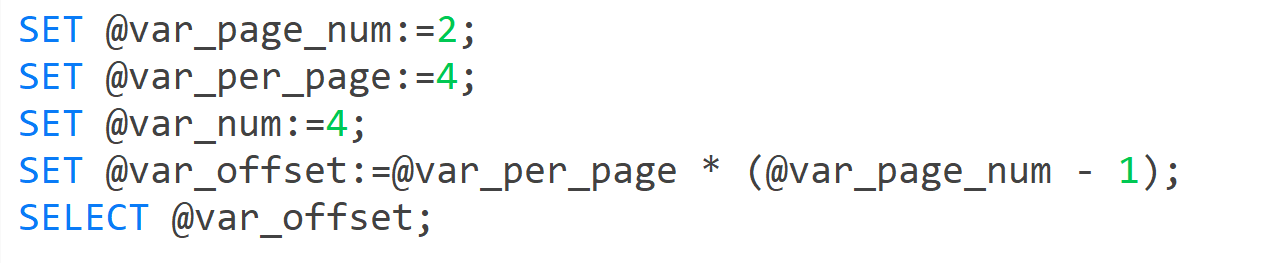 SET @var_page_num:=2;
SET @var_per_page:=4;
SET @var_num:=4;
SET @var_offset:=@var_per_page * (@var_page_num - 1);
SELECT @var_offset;